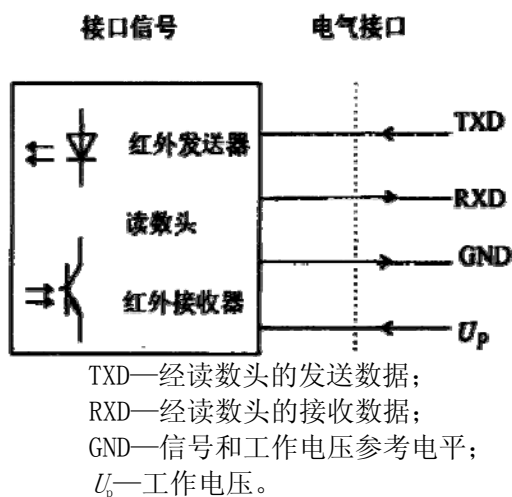 接口信号 电气接口
TXD
红外发送器
RXD
读数头
GND
红外接收器
Up
TXD—经读数头的发送数据；
RXD—经读数头的接收数据；
GND—信号和工作电压参考电平；
Up—工作电压。